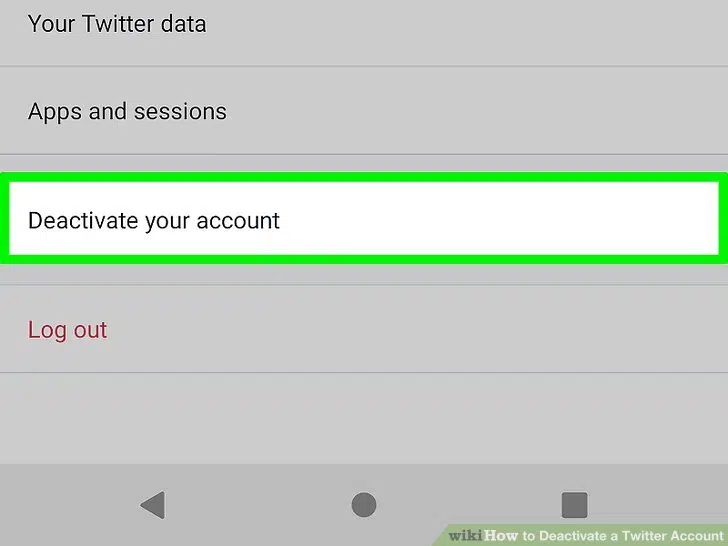 Your Twitter data
Apps and sessions
Deactivate your account
Log out
wikiHow to Deactivate a Twitter Account